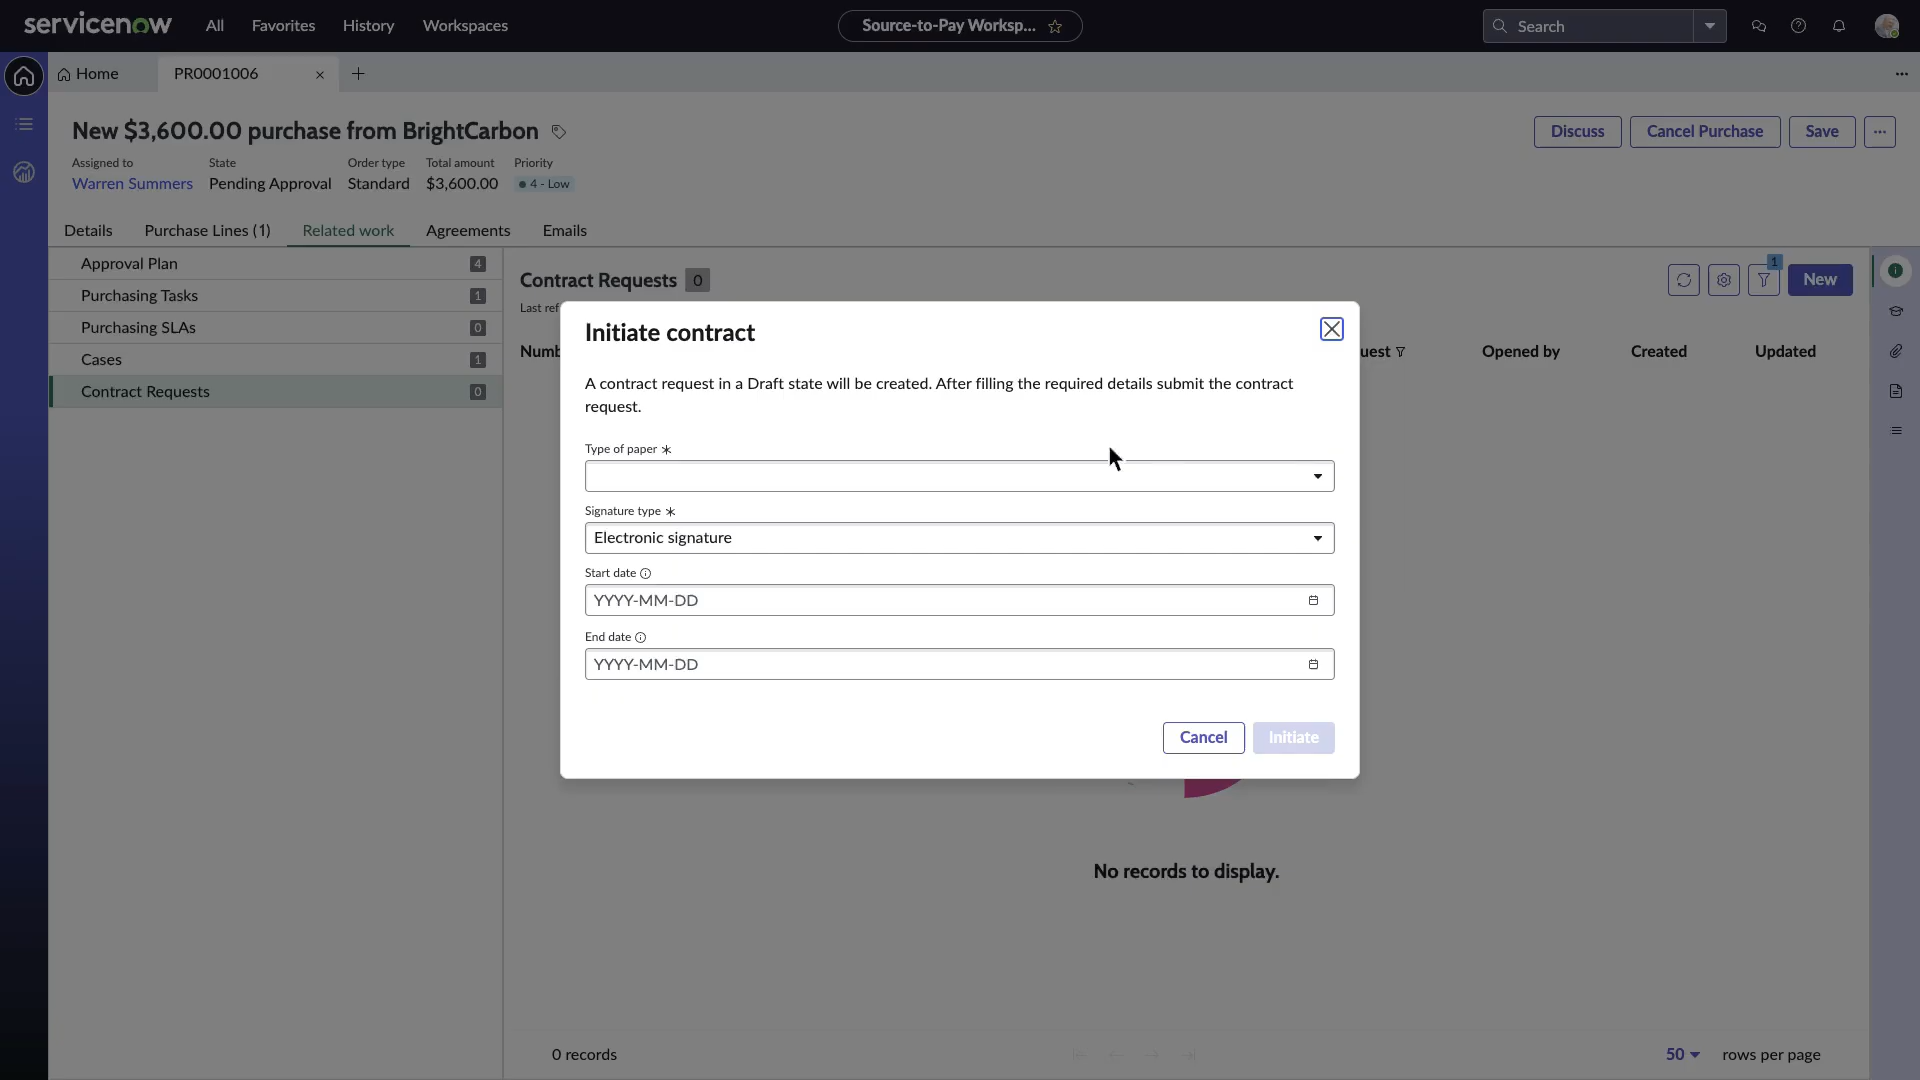 servicenow All Favorites History Workspaces Source-to-Pay Worksp... Search
Home PR0001006
New $3,600.00 purchase from BrightCarbon Discuss Cancel Purchase Save
Assigned to State Order type Total amount Priority
Warren Summers Pending Approval Standard $3,600.00 4 - Low
Details Purchase Lines (1) Related work Agreements Emails
Approval Plan 4
Purchasing Tasks 1
Purchasing SLAs 0
Cases 1
Contract Requests 0
Contract Requests 0 1 New
Last ref
Numb uest Opened by Created Updated
Initiate contract
A contract request in a Draft state will be created. After filling the required details submit the contract
request.
Type of paper *
Signature type *
Electronic signature
Start date
YYYY-MM-DD
End date
YYYY-MM-DD
Cancel Initiate
No records to display.
0 records 50 rows per page